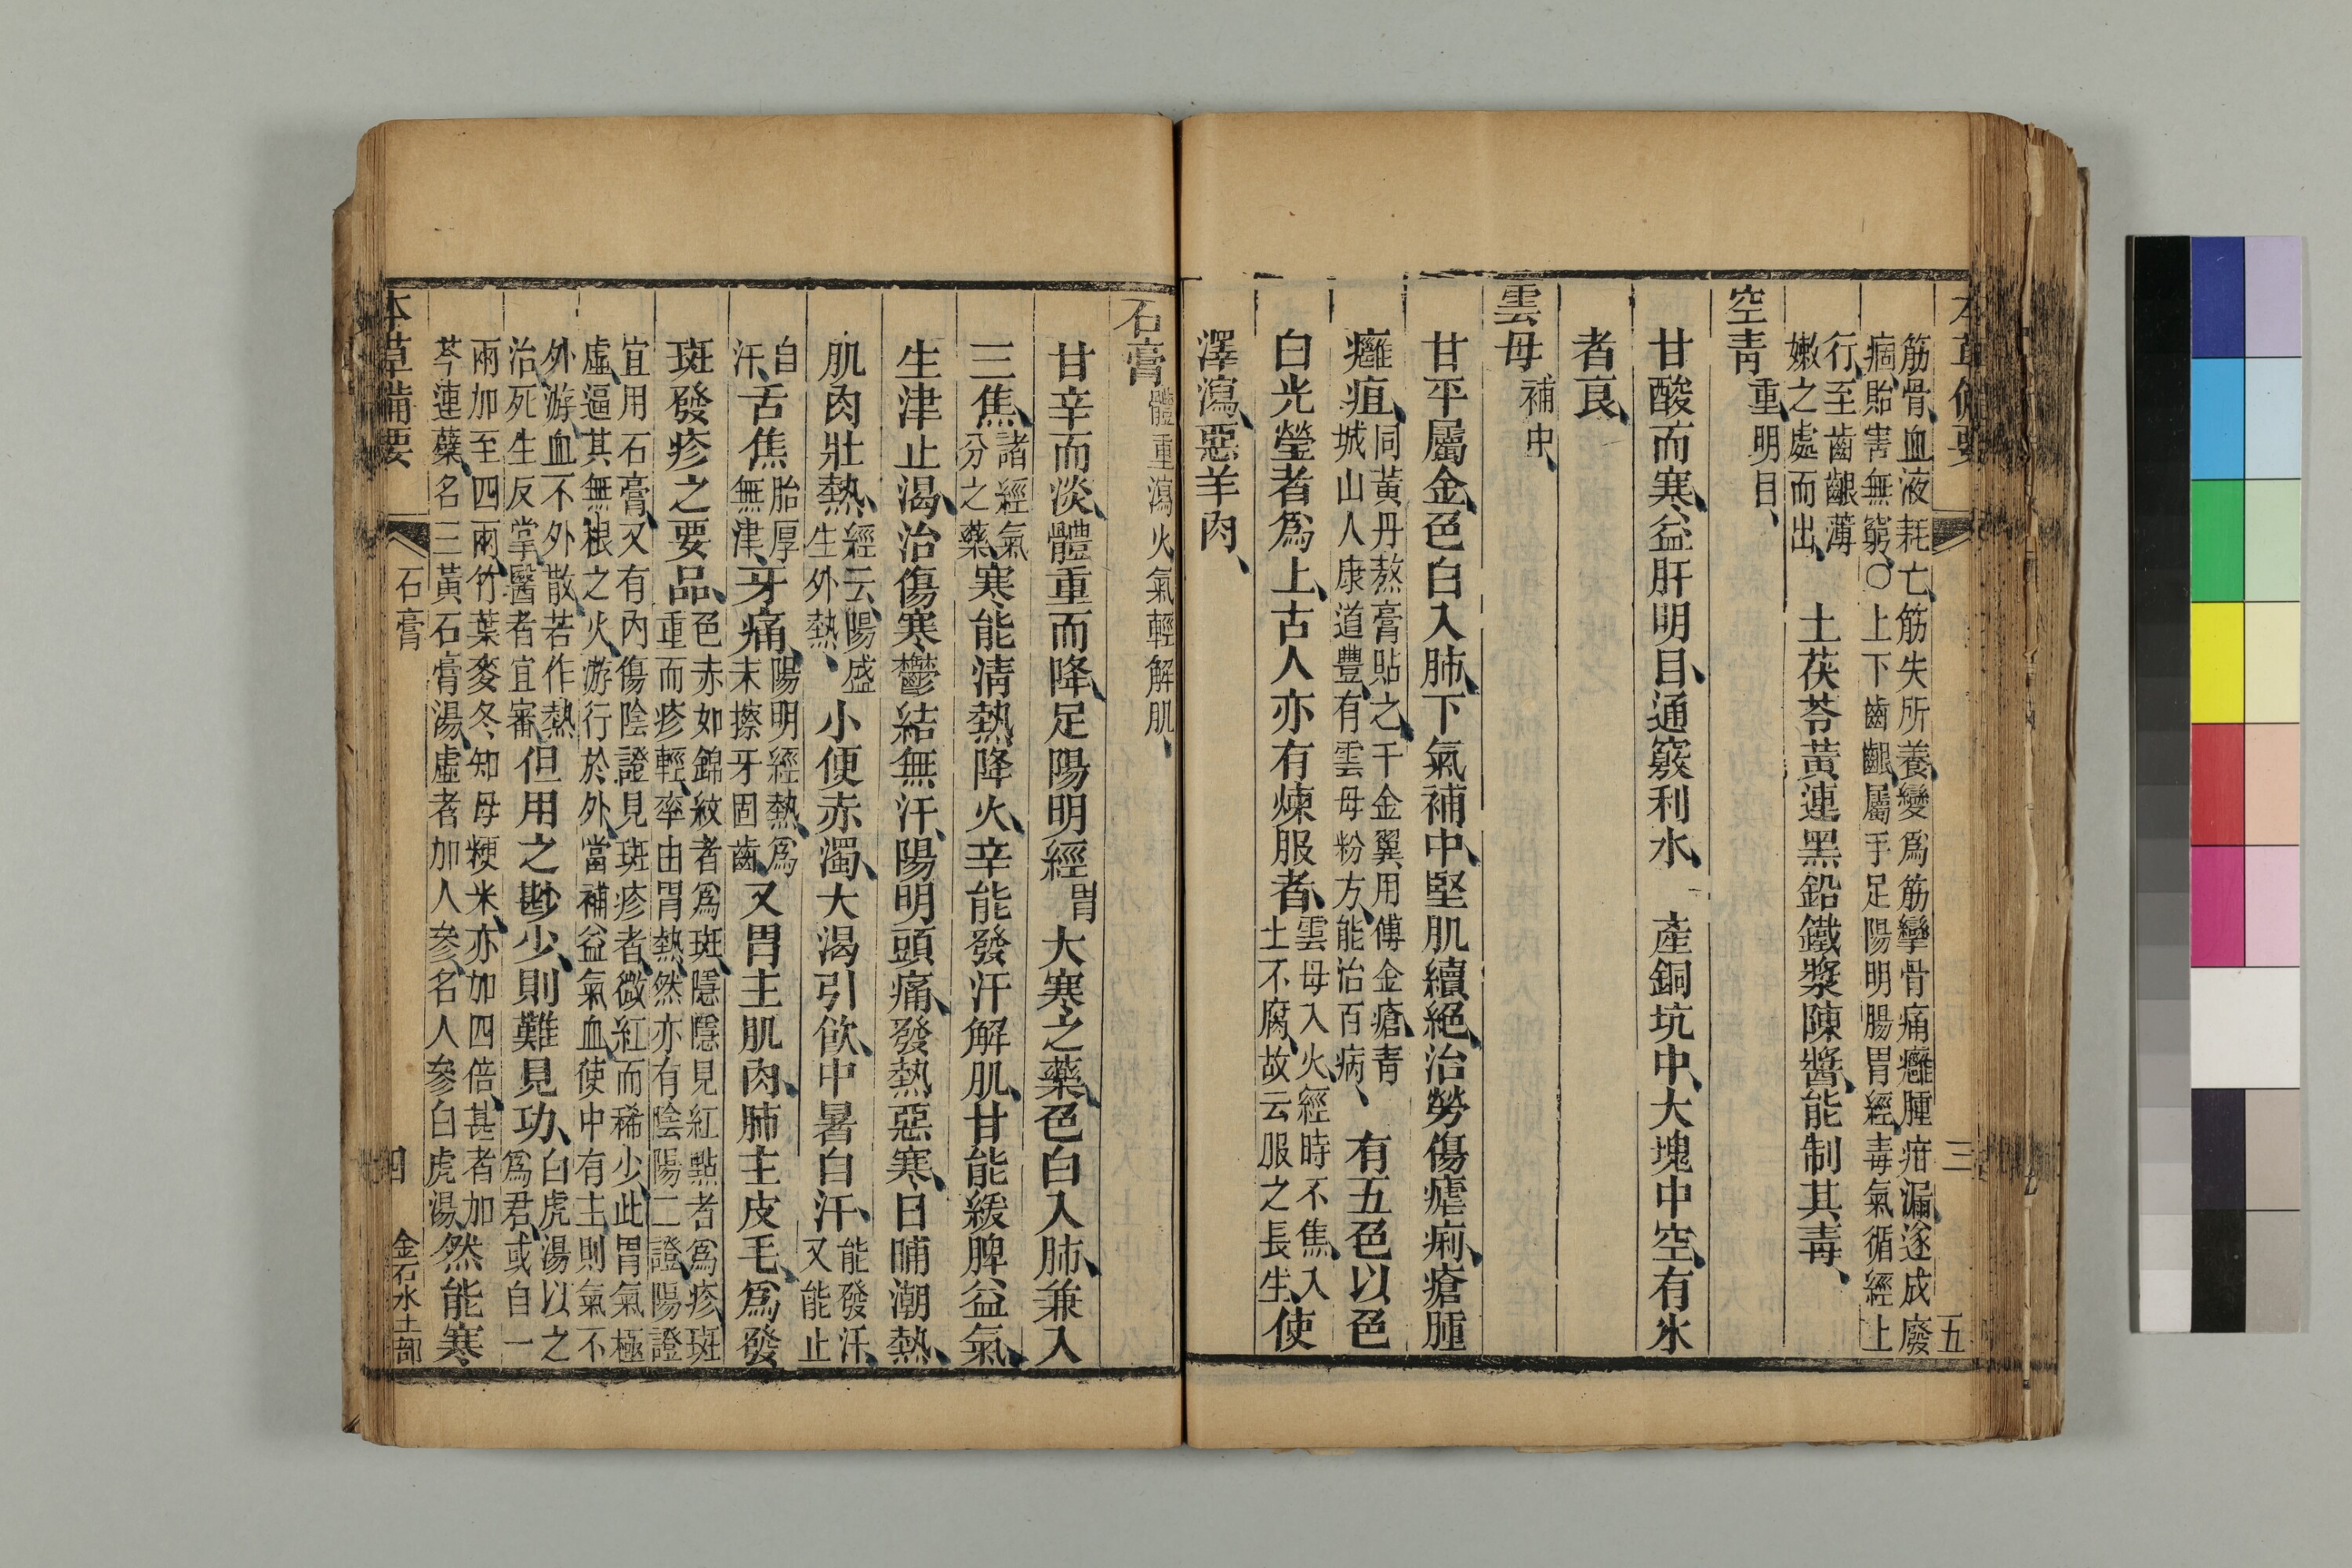 本草備要 三 五
筋骨血液耗亡、筋失所養、變爲筋攣骨痛、癰腫疳漏、遂成廢
痼、貽害無窮、○上下齒齦、屬手足陽明腸胃經、毒氣循經上
行、至齒齦薄
嫩之處而出、
土茯苓黃連黑鉛鐵漿陳醬、能制其毒、
空青 重、明目、
甘酸而寒、益肝明目、通竅利水、 產銅坑中、大塊中空、有水
者良、
雲母 補中、
甘平屬金、色白入肺、下氣補中、堅肌續絕、治勞傷瘧痢、瘡腫
癰疽、
同黃丹熬膏貼之、千金翼用傅金瘡、青
城山人康道豐、有雲母粉方、能治百病、
有五色以色
白光瑩者爲上、古人亦有煉服者、
雲母入火、經時不焦、入
土不腐、故云服之長生、
使
澤瀉、惡羊肉、
石膏 體重瀉火氣輕解肌、
甘辛而淡、體重而降、足陽明經胃大寒之藥、色白入肺、兼入
三焦、
諸經氣
分之藥、
寒能淸熱降火、辛能發汗解肌、甘能緩脾益氣、
生津止渴、治傷寒鬱結無汗、陽明頭痛、發熱惡寒、日晡潮熱、
肌肉壯熱、
經云、陽盛
生外熱、
小便赤濁、大渴引飮、中暑自汗、
能發汗、
又能止
自
汗、
舌焦
胎厚
無津、
牙痛、
陽明經熱、爲
末擦牙固齒、
又胃主肌肉、肺主皮毛、爲發
斑發疹之要品、
色赤如錦紋者爲斑、隱隱見紅點者爲疹、斑
重而疹輕、率由胃熱、然亦有陰陽二證、陽證
宜用石膏、又有內傷陰證見斑疹者、微紅而稀少、此胃氣極
虛、逼其無根之火、游行於外、當補益氣血、使中有主、則氣不
外游、血不外散、若作熱
治、死生反掌、醫者宜審、
但用之尠少、則難見功、
白虎湯以之
爲君、或自一
兩加至四兩、竹葉麥冬知母粳米、亦加四倍、甚者加
芩連蘗、名三黃石膏湯、虛者加人參、名人參白虎湯、
然能寒
本草備要 石膏 四 金石水土部